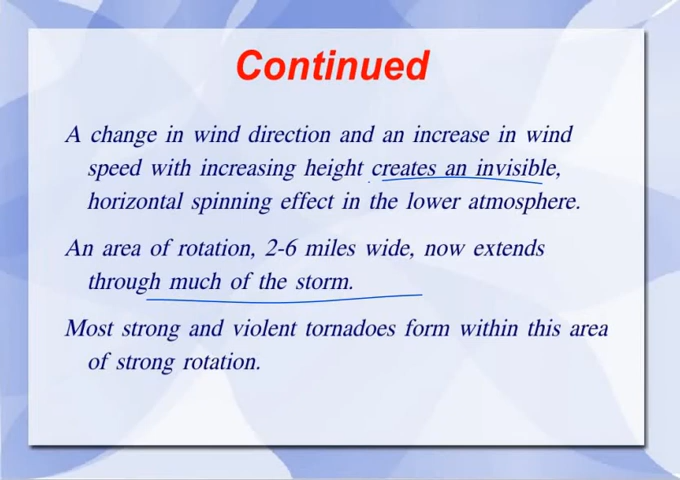 Continued
A change in wind direction and an increase in wind
speed with increasing height creates an invisible,
horizontal spinning effect in the lower atmosphere.
An area of rotation, 2-6 miles wide, now extends
through much of the storm.
Most strong and violent tornadoes form within this area
of strong rotation.